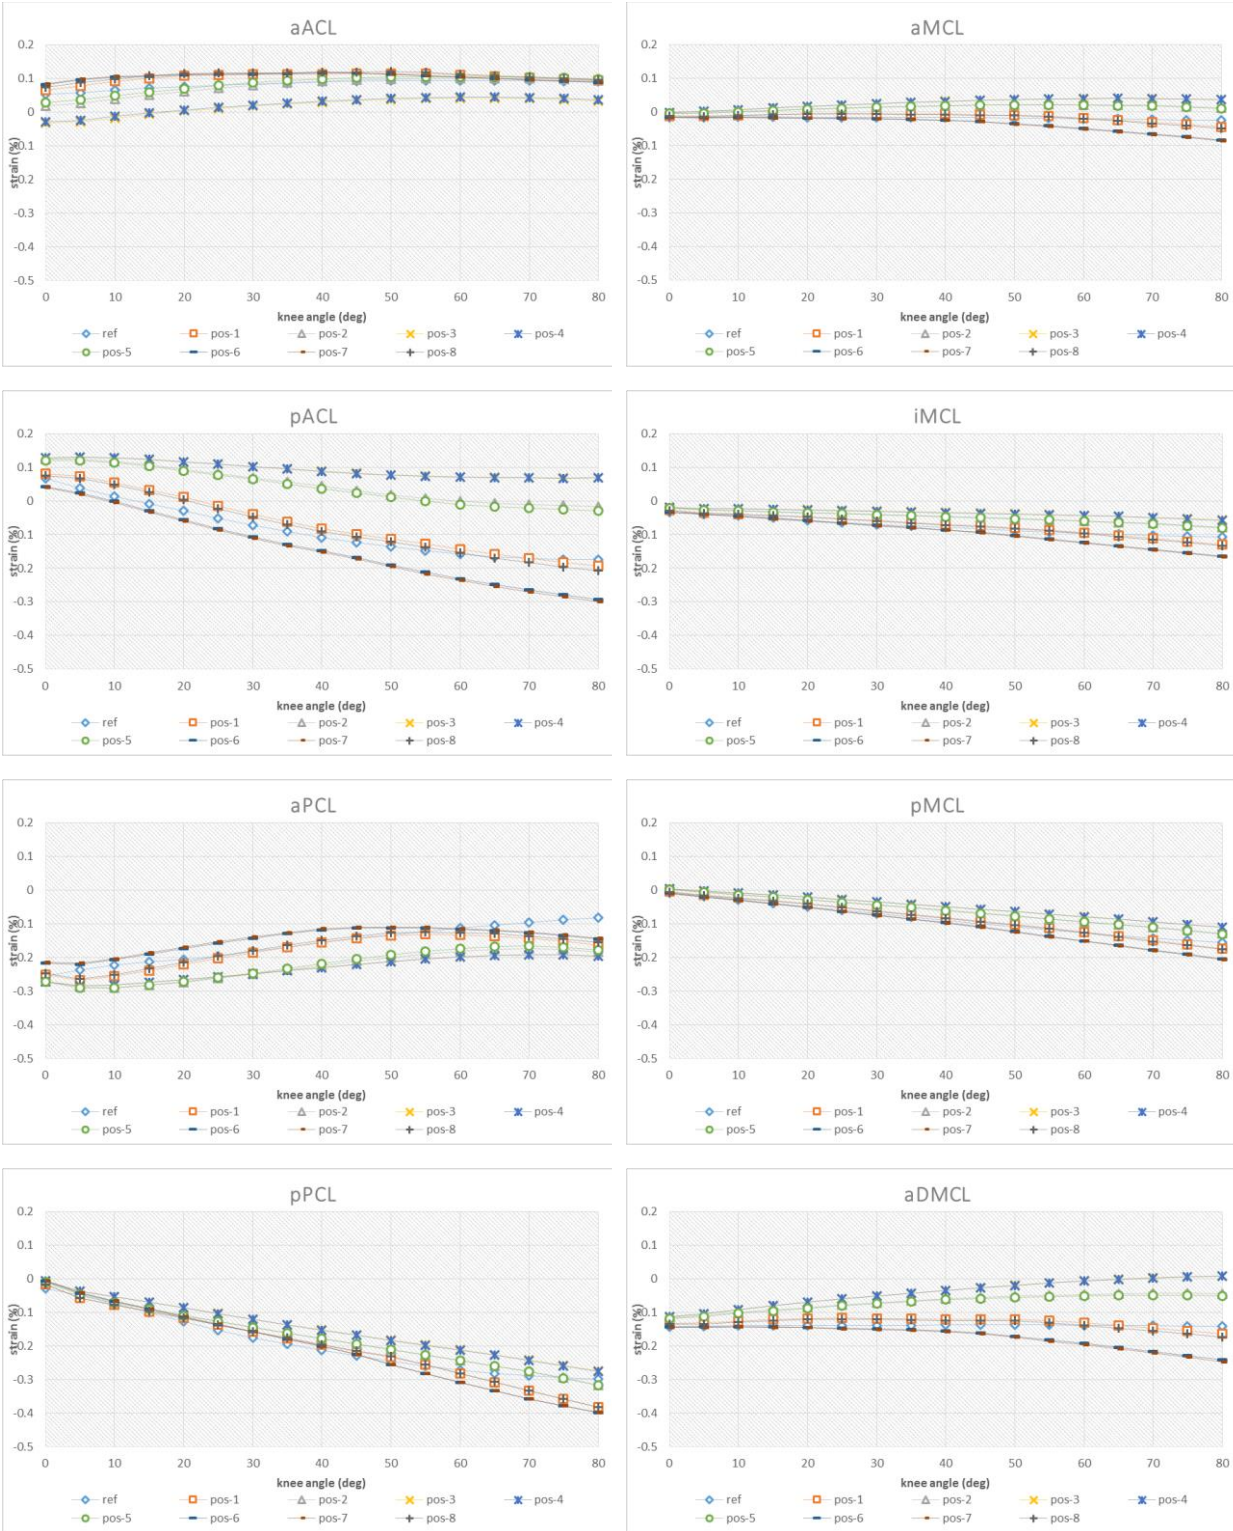 aACL
0.2
0.1
0
0.1
-0.2
-0.3
-0.4
-0.5
strain (%)
0 10 20 30 40 50 60 70 80
knee angle (deg)
ref pos-1 pos-2 pos-3 pos-4
pos-5 pos-6 pos-7 pos-8
aMCL
0.2
0.1
0
0.1
-0.2
-0.3
-0.4
-0.5
strain (%)
0 10 20 30 40 50 60 70 80
knee angle (deg)
ref pos-1 pos-2 pos-3 pos-4
pos-5 pos-6 pos-7 pos-8
pACL
0.2
0.1
0
0.1
-0.2
-0.3
-0.4
-0.5
strain (%)
0 10 20 30 40 50 60 70 80
knee angle (deg)
ref pos-1 pos-2 pos-3 pos-4
pos-5 pos-6 pos-7 pos-8
iMCL
0.2
0.1
0
0.1
-0.2
-0.3
-0.4
-0.5
strain (%)
0 10 20 30 40 50 60 70 80
knee angle (deg)
ref pos-1 pos-2 pos-3 pos-4
pos-5 pos-6 pos-7 pos-8
aPCL
0.2
0.1
0
0.1
-0.2
-0.3
-0.4
-0.5
strain (%)
0 10 20 30 40 50 60 70 80
knee angle (deg)
ref pos-1 pos-2 pos-3 pos-4
pos-5 pos-6 pos-7 pos-8
pMCL
0.2
0.1
0
0.1
-0.2
-0.3
-0.4
-0.5
strain (%)
0 10 20 30 40 50 60 70 80
knee angle (deg)
ref pos-1 pos-2 pos-3 pos-4
pos-5 pos-6 pos-7 pos-8
pPCL
0.2
0.1
0
0.1
-0.2
-0.3
-0.4
-0.5
strain (%)
0 10 20 30 40 50 60 70 80
knee angle (deg)
ref pos-1 pos-2 pos-3 pos-4
pos-5 pos-6 pos-7 pos-8
aDMCL
0.2
0.1
0
0.1
-0.2
-0.3
-0.4
-0.5
strain (%)
0 10 20 30 40 50 60 70 80
knee angle (deg)
ref pos-1 pos-2 pos-3 pos-4
pos-5 pos-6 pos-7 pos-8